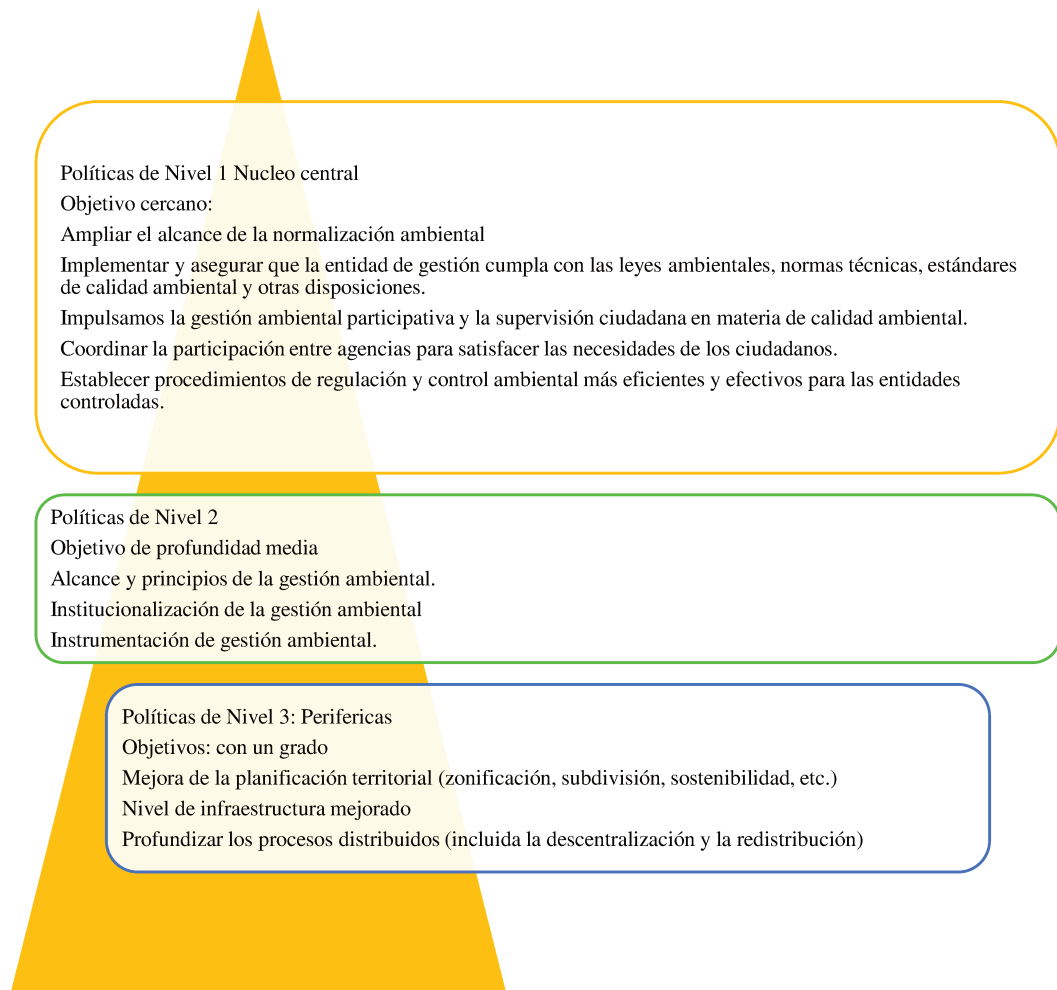 Políticas de Nivel 1 Nucleo central
Objetivo cercano:
Ampliar el alcance de la normalización ambiental
Implementar y asegurar que la entidad de gestión cumpla con las leyes ambientales, normas técnicas, estándares
de calidad ambiental y otras disposiciones.
Impulsamos la gestión ambiental participativa y la supervisión ciudadana en materia de calidad ambiental.
Coordinar la participación entre agencias para satisfacer las necesidades de los ciudadanos.
Establecer procedimientos de regulación y control ambiental más eficientes y efectivos para las entidades
controladas.
Políticas de Nivel 2
Objetivo de profundidad media
Alcance y principios de la gestión ambiental.
Institucionalización de la gestión ambiental
Instrumentación de gestión ambiental.
Políticas de Nivel 3: Perifericas
Objetivos: con un grado
Mejora de la planificación territorial (zonificación, subdivisión, sostenibilidad, etc.)
Nivel de infraestructura mejorado
Profundizar los procesos distribuidos (incluida la descentralización y la redistribución)